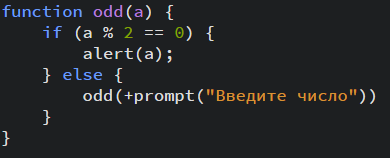 function odd(a) {
    if (a % 2 == 0) {
        alert(a);
    } else {
        odd(+prompt("Введите число"))
    }
}